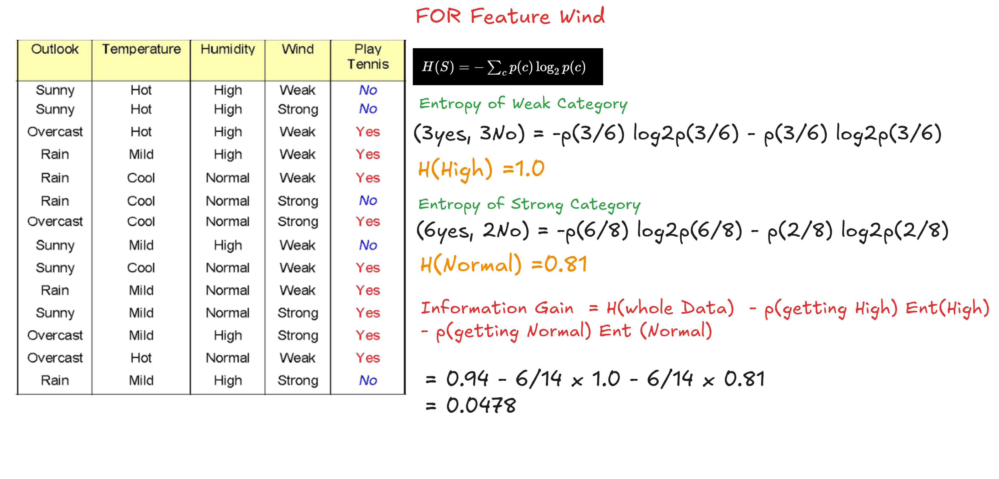 FOR Feature Wind
Outlook Temperature Humidity Wind Play
Tennis
Sunny Hot High Weak No
Sunny Hot High Strong No
Overcast Hot High Weak Yes
Rain Mild High Weak Yes
Rain Cool Normal Weak Yes
Rain Cool Normal Strong No
Overcast Cool Normal Strong Yes
Sunny Mild High Weak No
Sunny Cool Normal Weak Yes
Rain Mild Normal Weak Yes
Sunny Mild Normal Strong Yes
Overcast Mild High Strong Yes
Overcast Hot Normal Weak Yes
Rain Mild High Strong No
H(S) = − ∑c p(c) log₂ p(c)
Entropy of Weak Category
(3yes, 3No) = -p(3/6) log2p(3/6) - p(3/6) log2p(3/6)
H(High) =1.0
Entropy of Strong Category
(6yes, 2No) = -p(6/8) log2p(6/8) - p(2/8) log2p(2/8)
H(Normal) =0.81
Information Gain = H(whole Data) - p(getting High) Ent(High)
- p(getting Normal) Ent (Normal)
= 0.94 - 6/14 x 1.0 - 6/14 x 0.81
= 0.0478